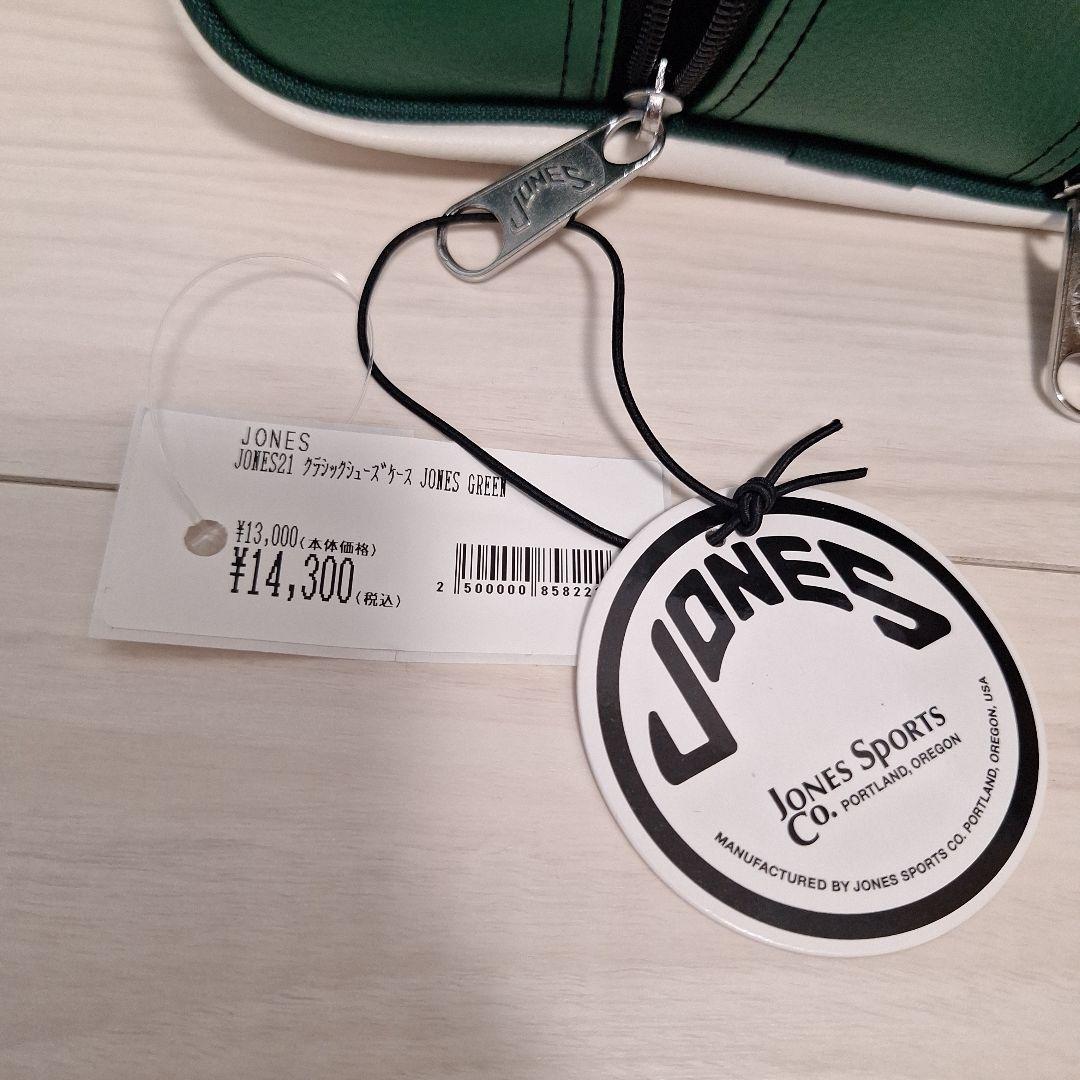 JONES
JONES
JONES21 クラシックシューズケース JONES GREEN
¥13,000(本体価格)
¥14,300(税込)
2 500000 85822
JONES
JONES SPORTS
CO. PORTLAND, OREGON
MANUFACTURED BY JONES SPORTS CO. PORTLAND, OREGON, USA